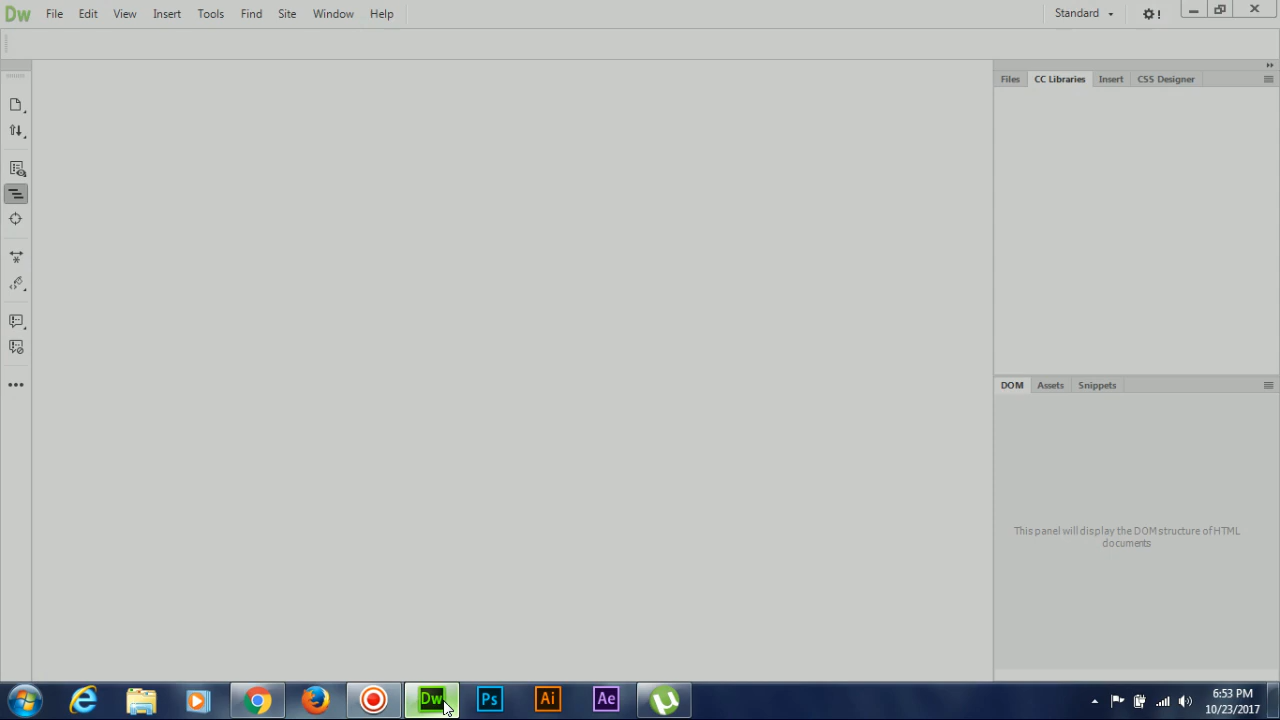 Dw File Edit View Insert Tools Find Site Window Help Standard !
Files CC Libraries Insert CSS Designer
DOM Assets Snippets
This panel will display the DOM structure of HTML
documents
Dw Ps Ai Ae
6:53 PM
10/23/2017